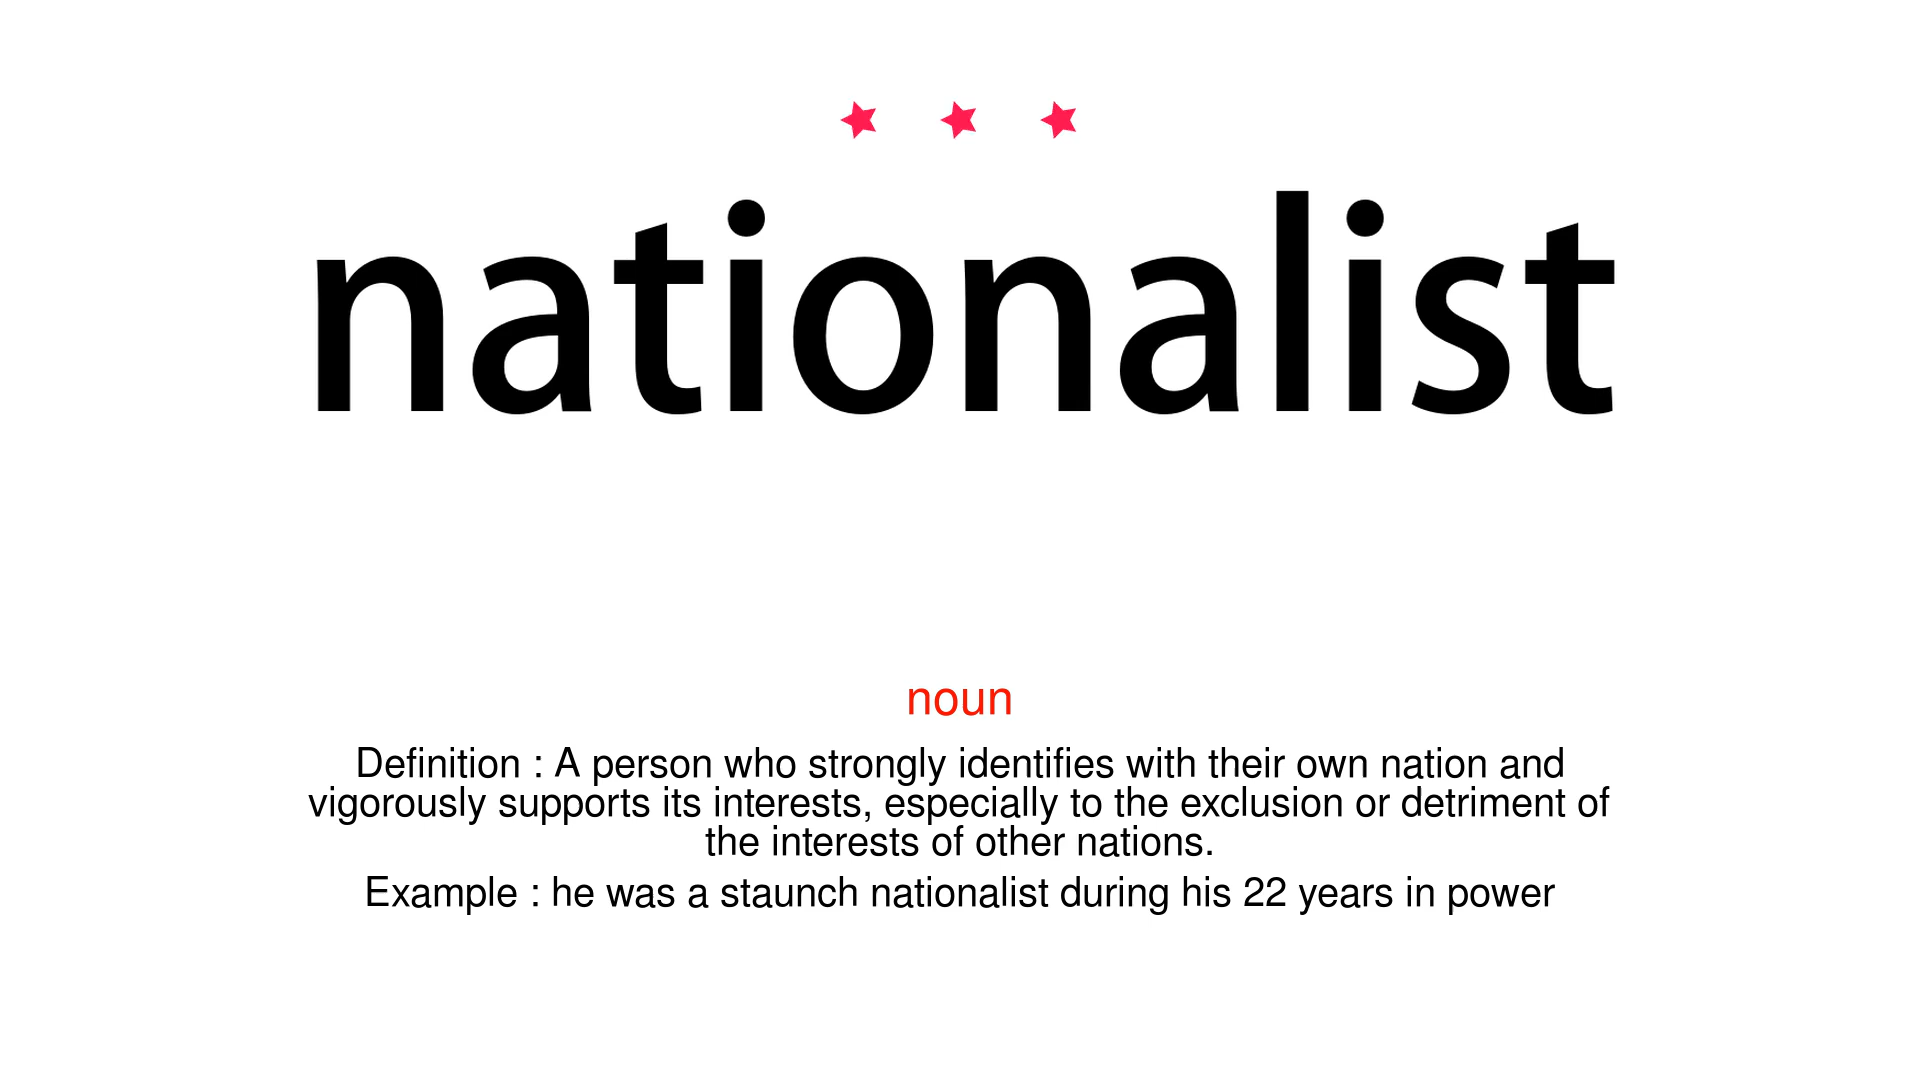 nationalist
noun
Definition : A person who strongly identifies with their own nation and
vigorously supports its interests, especially to the exclusion or detriment of
the interests of other nations.
Example : he was a staunch nationalist during his 22 years in power